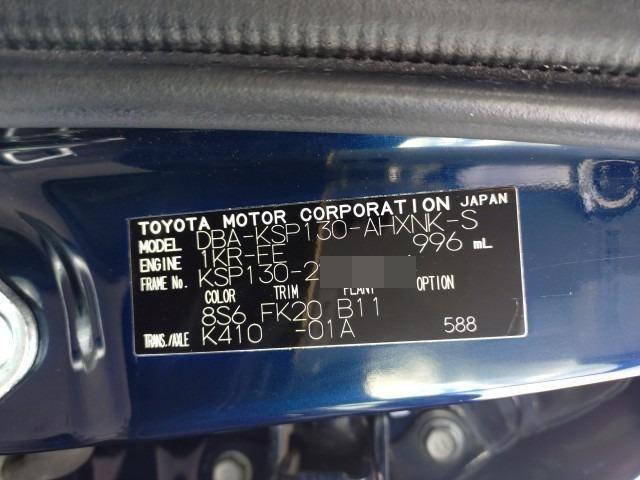 TOYOTA MOTOR CORPORATION JAPAN
MODEL DBA-KSP130-AHXNK-S
ENGINE 1KR-FE 996 mL
FRAME No. KSP130-2
COLOR TRIM PLANT OPTION
8S6 FK20 B11
TRANS./AXLE K410 -01A 588